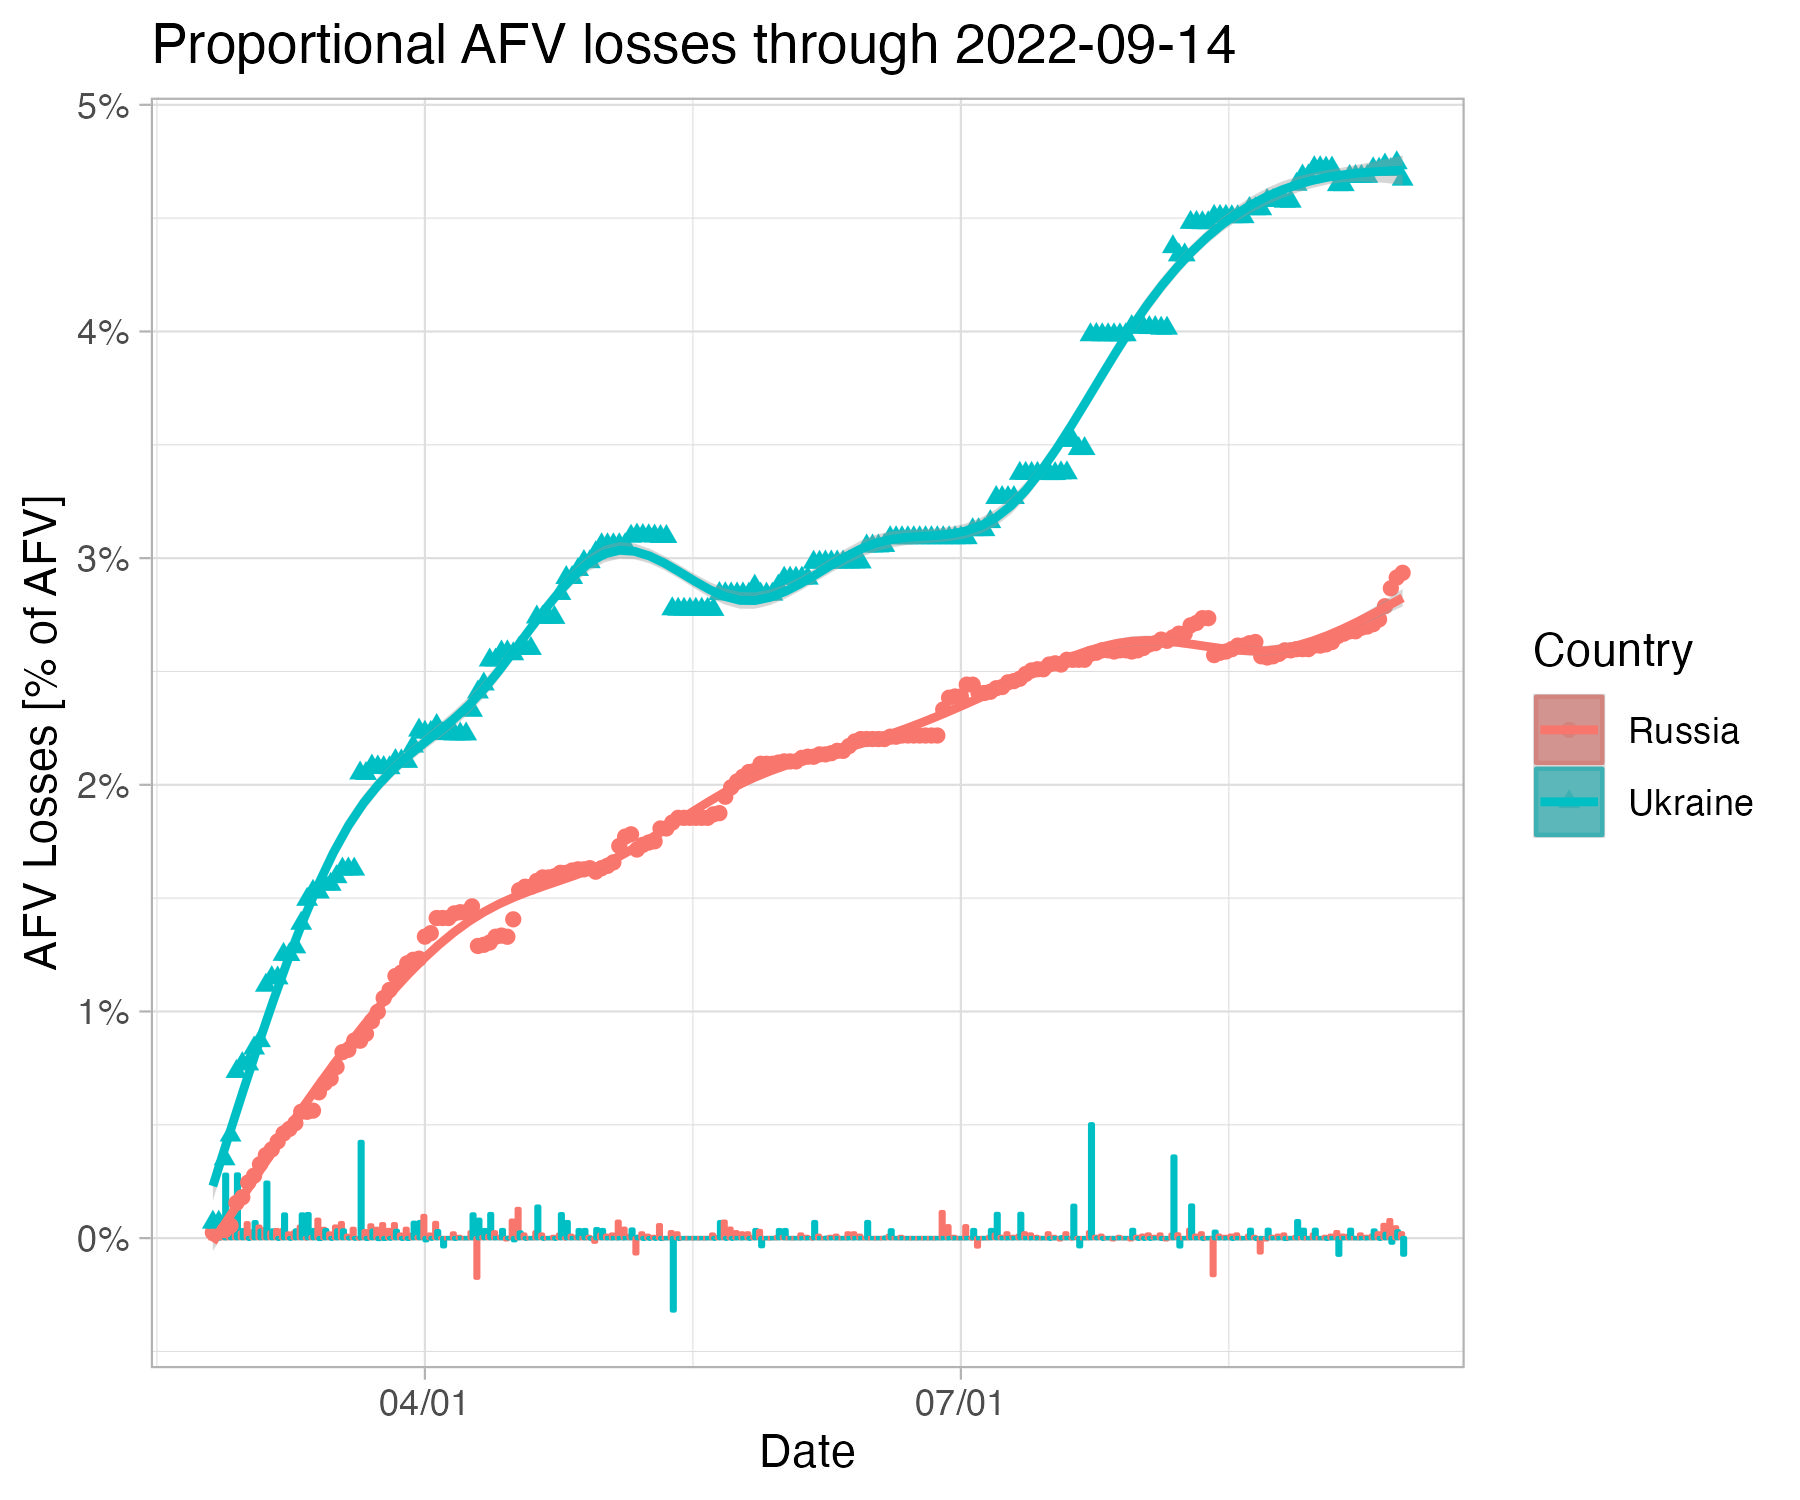 Proportional AFV losses through 2022-09-14
AFV Losses [% of AFV]
5%
4%
3%
2%
1%
0%
04/01
07/01
Date
Country
Russia
Ukraine